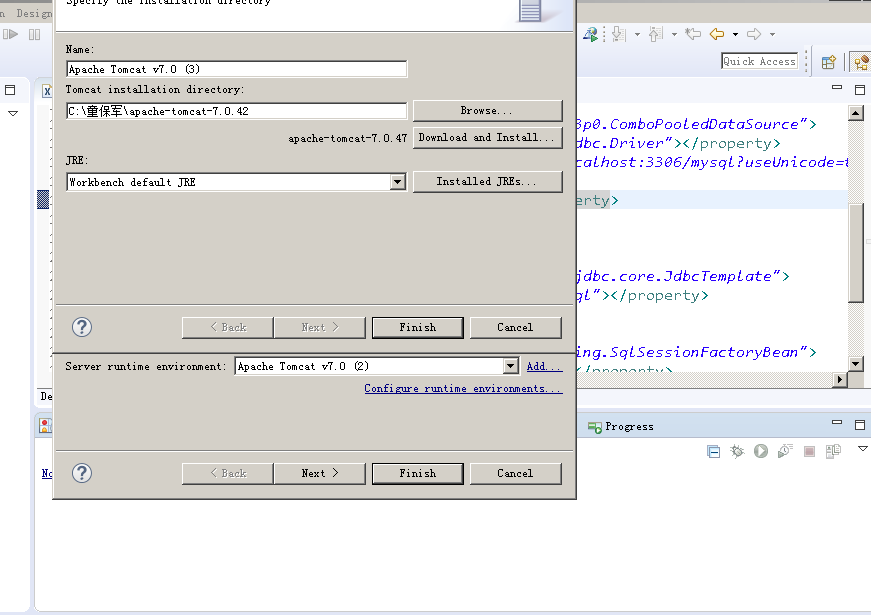 Specify the installation directory
Design
Name:
Apache Tomcat v7.0 (3)
Quick Access
Tomcat installation directory:
C:\童保军\apache-tomcat-7.0.42
Browse...
3p0.ComboPooledDataSource">
apache-tomcat-7.0.47
Download and Install...
dbc.Driver"></property>
JRE:
calhost:3306/mysql?useUnicode=
Workbench default JRE
Installed JREs...
erty>
jdbc.core.JdbcTemplate">
ql"></property>
< Back
Next >
Finish
Cancel
ing.SqlSessionFactoryBean">
Server runtime environment:
Apache Tomcat v7.0 (2)
Add...
</property>
Configure runtime environments...
De
Progress
No
< Back
Next >
Finish
Cancel